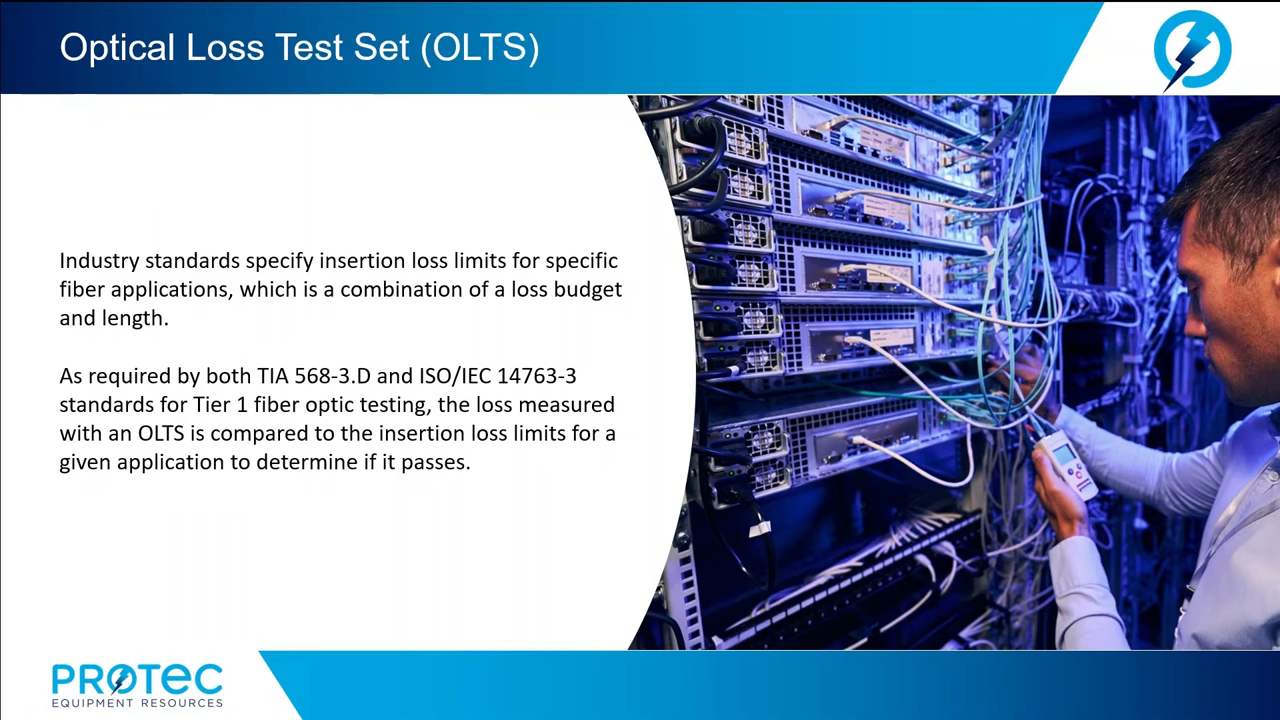 Optical Loss Test Set (OLTS)
Industry standards specify insertion loss limits for specific
fiber applications, which is a combination of a loss budget
and length.
As required by both TIA 568-3.D and ISO/IEC 14763-3
standards for Tier 1 fiber optic testing, the loss measured
with an OLTS is compared to the insertion loss limits for a
given application to determine if it passes.
PROTEC
EQUIPMENT RESOURCES